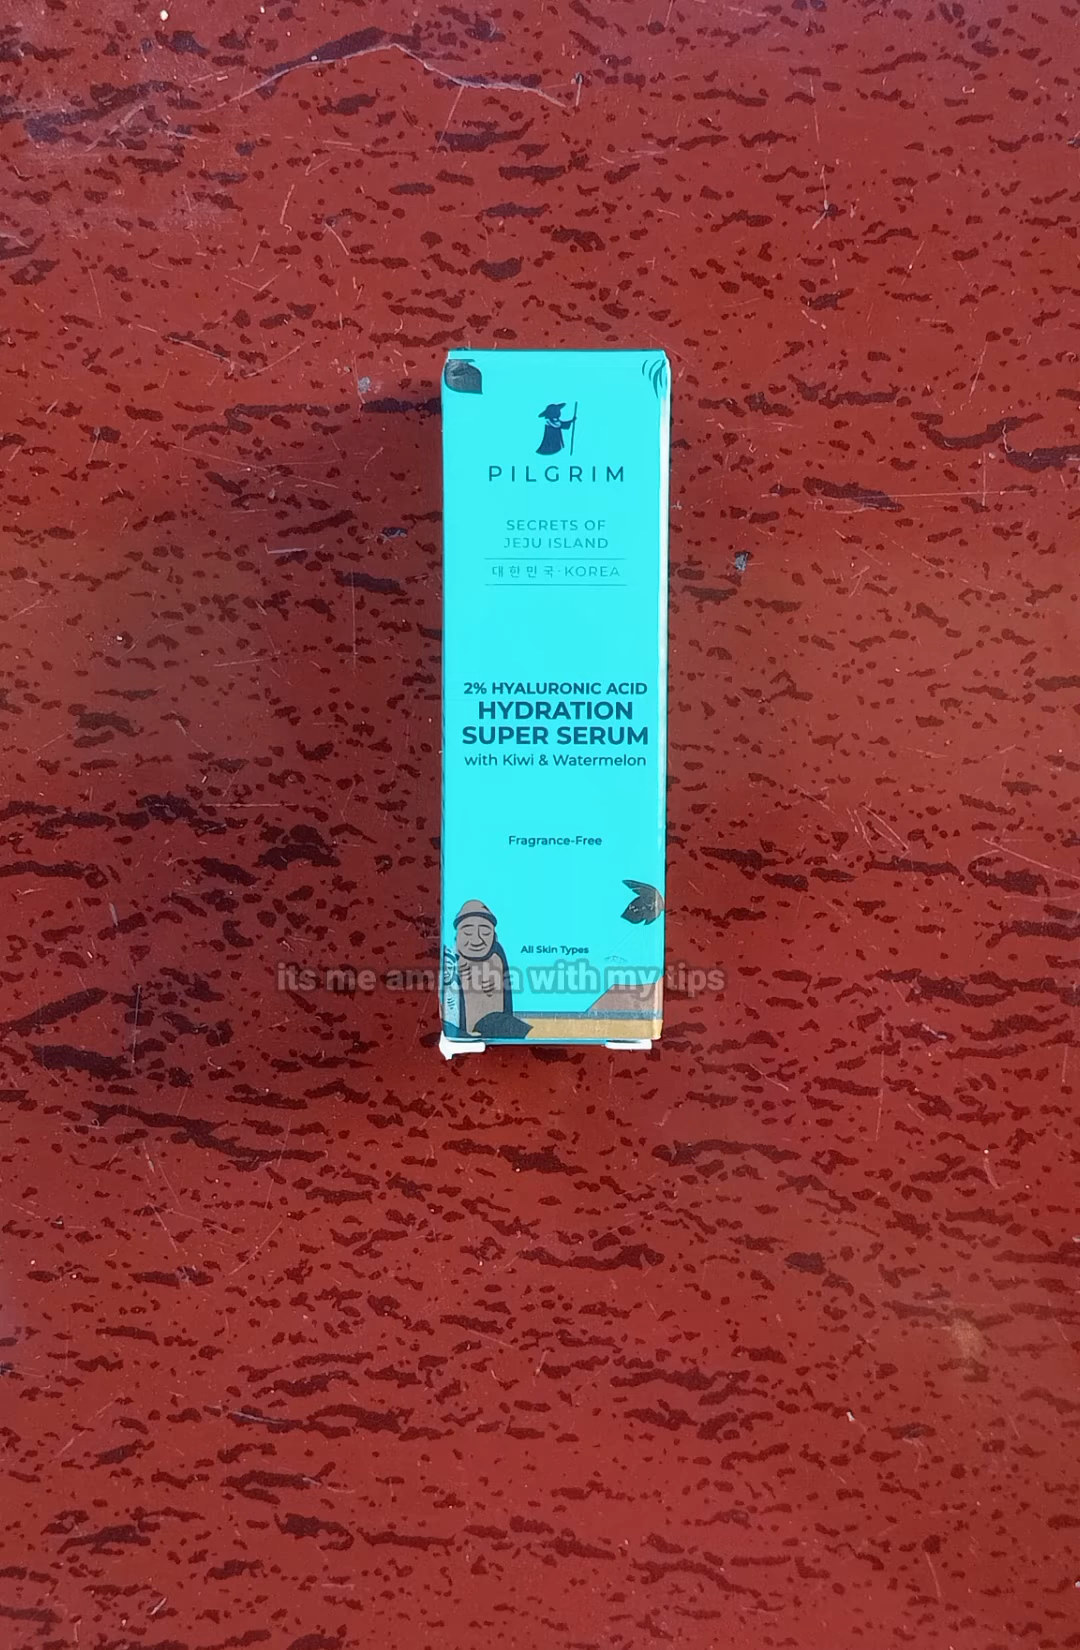 PILGRIM
SECRETS OF
JEJU ISLAND
대한민국·KOREA
2% HYALURONIC ACID
HYDRATION
SUPER SERUM
with Kiwi & Watermelon
Fragrance-Free
All Skin Types
its me amrutha with my tips